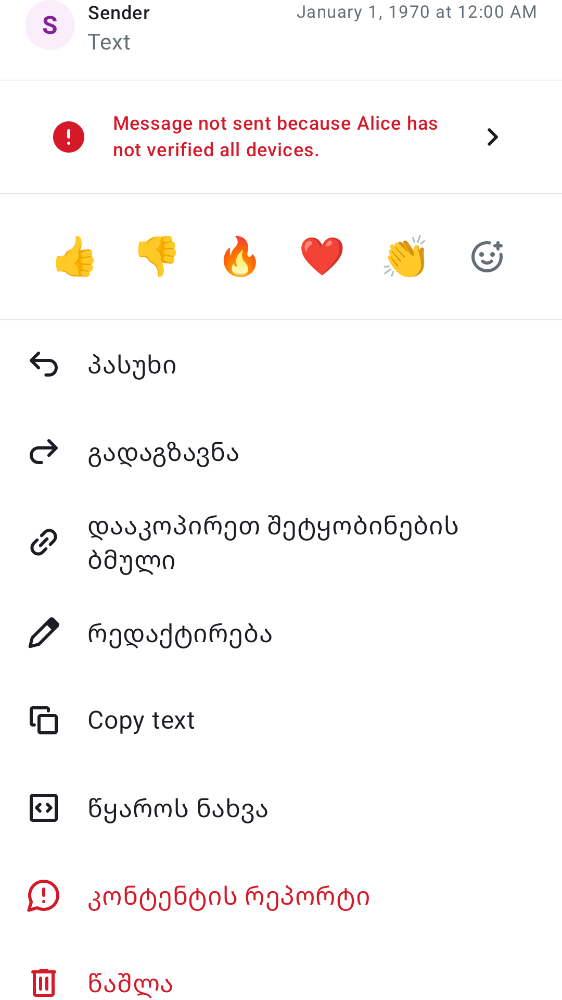 S
Sender
January 1, 1970 at 12:00 AM
Text
Message not sent because Alice has
not verified all devices.
პასუხი
გადაგზავნა
დააკოპირეთ შეტყობინების
ბმული
რედაქტირება
Copy text
წყაროს ნახვა
კონტენტის რეპორტი
წაშლა